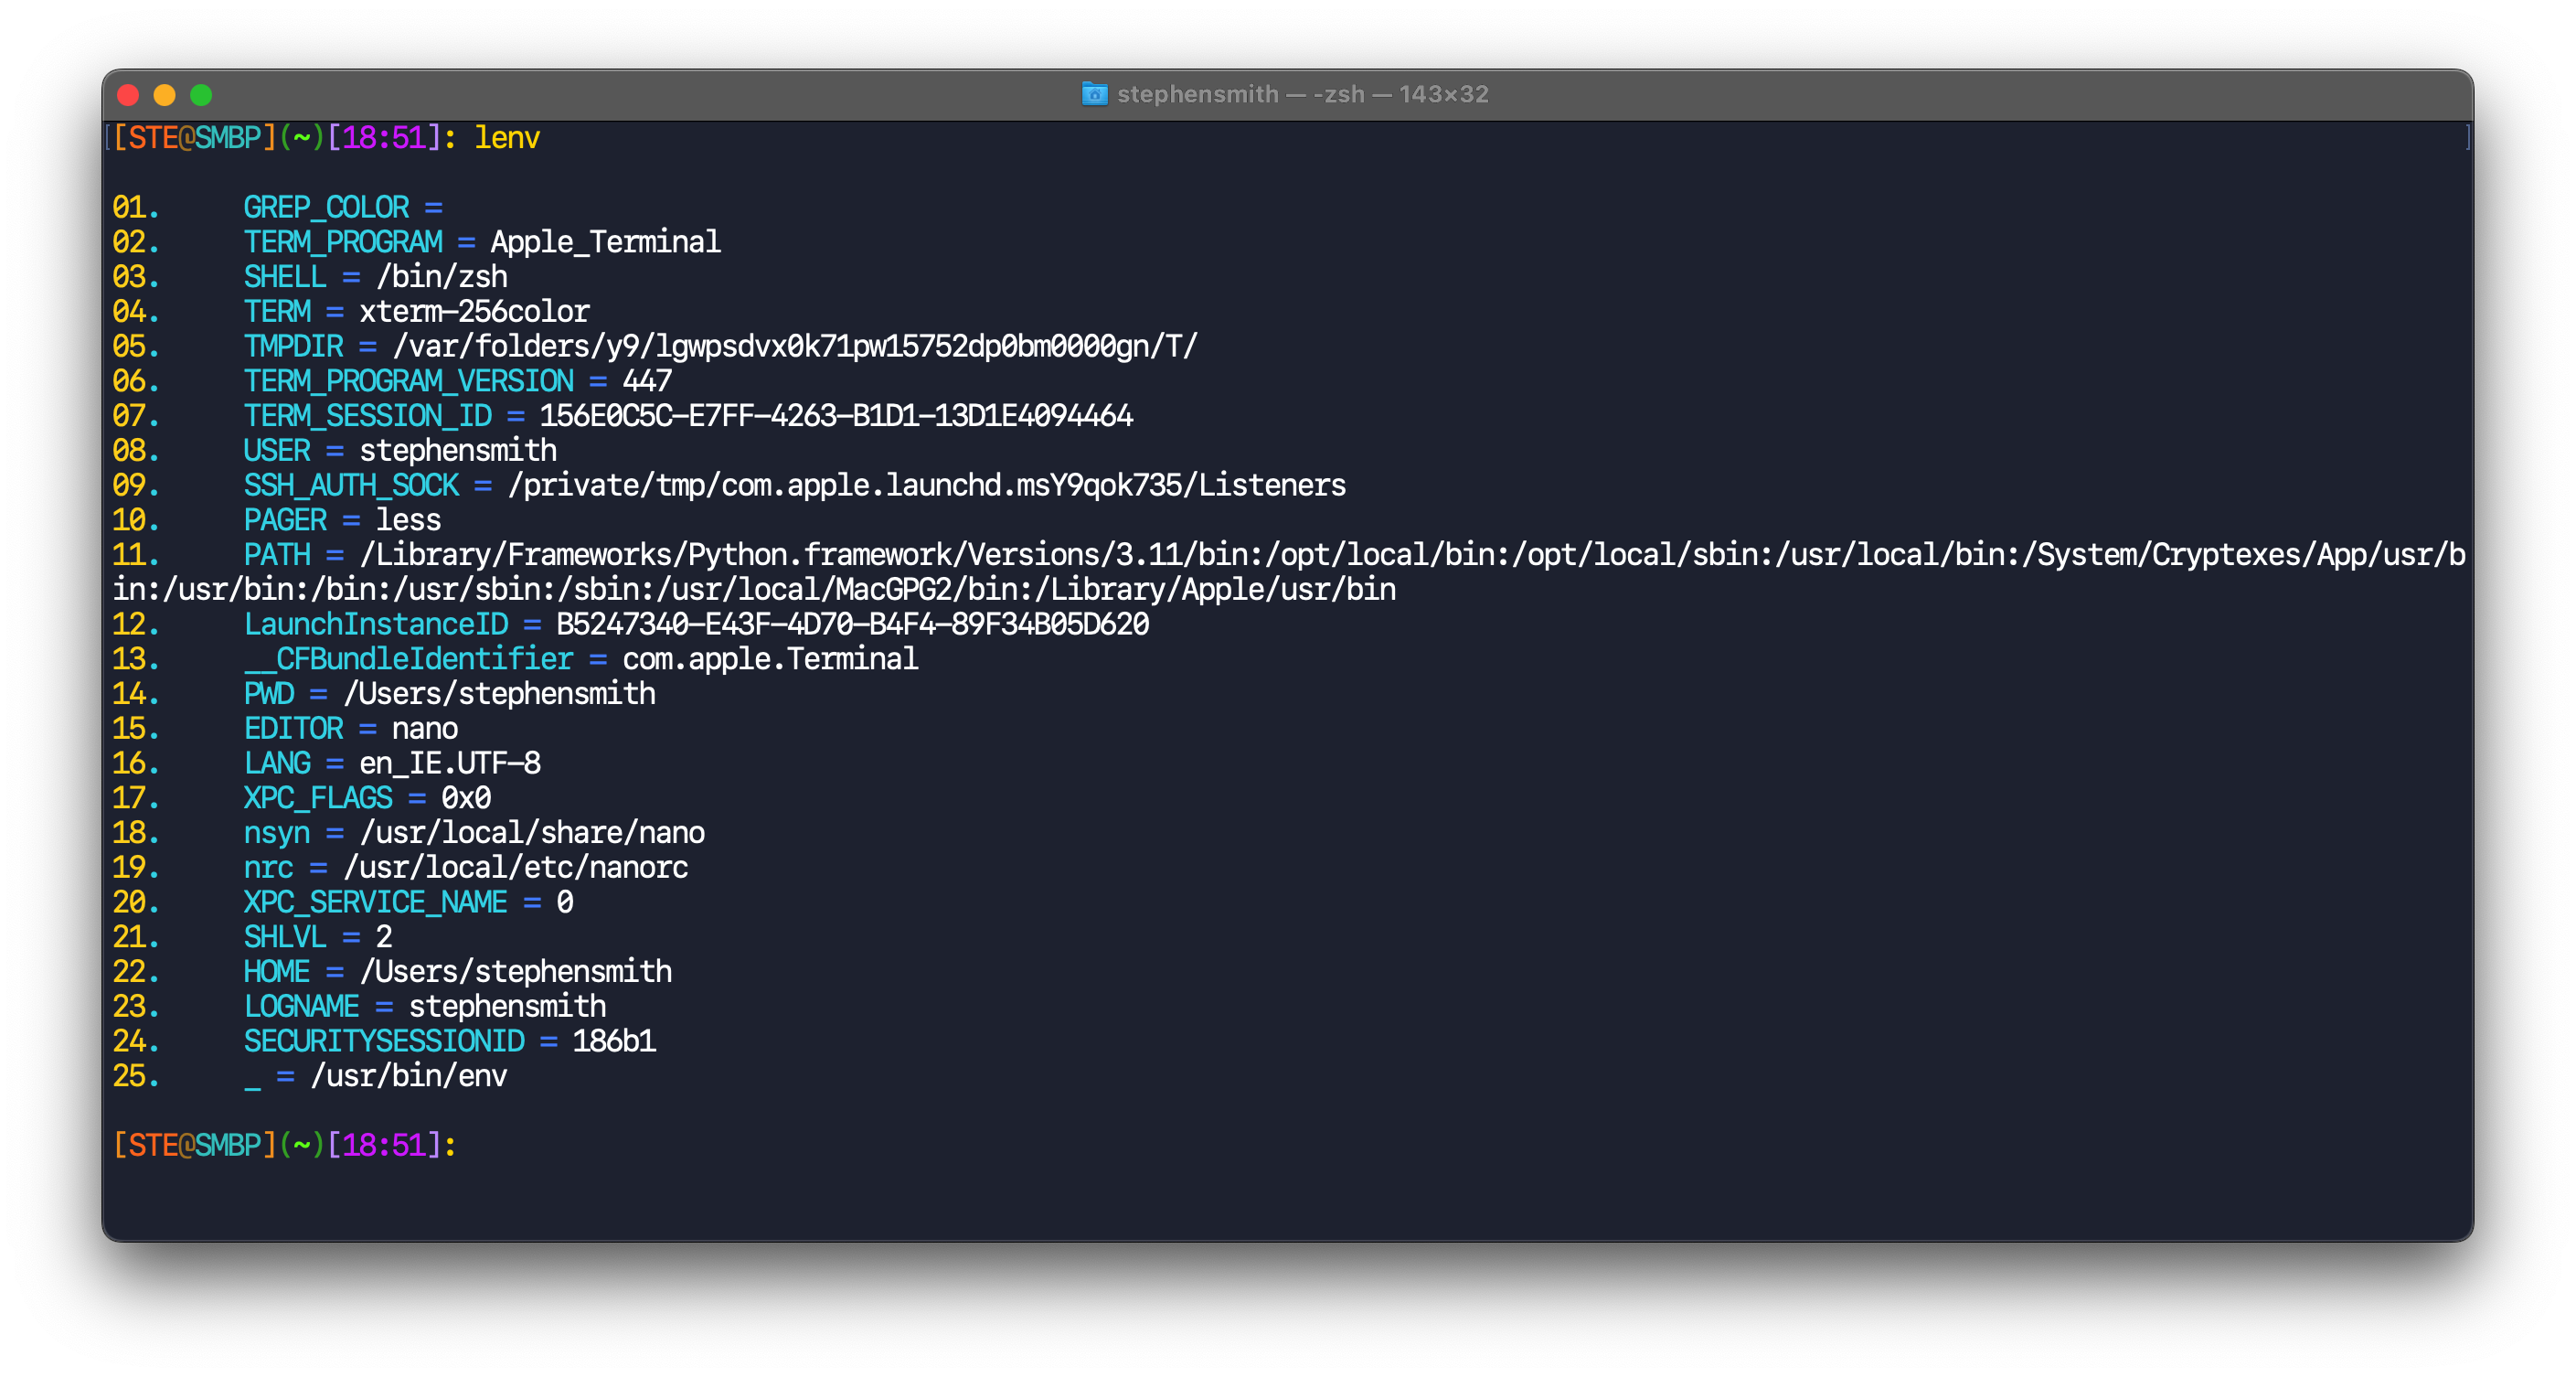 stephensmith — -zsh — 143×32
[[STE@SMBP](~)[18:51]: lenv ]
01. GREP_COLOR =
02. TERM_PROGRAM = Apple_Terminal
03. SHELL = /bin/zsh
04. TERM = xterm-256color
05. TMPDIR = /var/folders/y9/lgwpsdvx0k71pw15752dp0bm0000gn/T/
06. TERM_PROGRAM_VERSION = 447
07. TERM_SESSION_ID = 156E0C5C-E7FF-4263-B1D1-13D1E4094464
08. USER = stephensmith
09. SSH_AUTH_SOCK = /private/tmp/com.apple.launchd.msY9qok735/Listeners
10. PAGER = less
11. PATH = /Library/Frameworks/Python.framework/Versions/3.11/bin:/opt/local/bin:/opt/local/sbin:/usr/local/bin:/System/Cryptexes/App/usr/b
in:/usr/bin:/bin:/usr/sbin:/sbin:/usr/local/MacGPG2/bin:/Library/Apple/usr/bin
12. LaunchInstanceID = B5247340-E43F-4D70-B4F4-89F34B05D620
13. __CFBundleIdentifier = com.apple.Terminal
14. PWD = /Users/stephensmith
15. EDITOR = nano
16. LANG = en_IE.UTF-8
17. XPC_FLAGS = 0x0
18. nsyn = /usr/local/share/nano
19. nrc = /usr/local/etc/nanorc
20. XPC_SERVICE_NAME = 0
21. SHLVL = 2
22. HOME = /Users/stephensmith
23. LOGNAME = stephensmith
24. SECURITYSESSIONID = 186b1
25. _ = /usr/bin/env
[STE@SMBP](~)[18:51]: